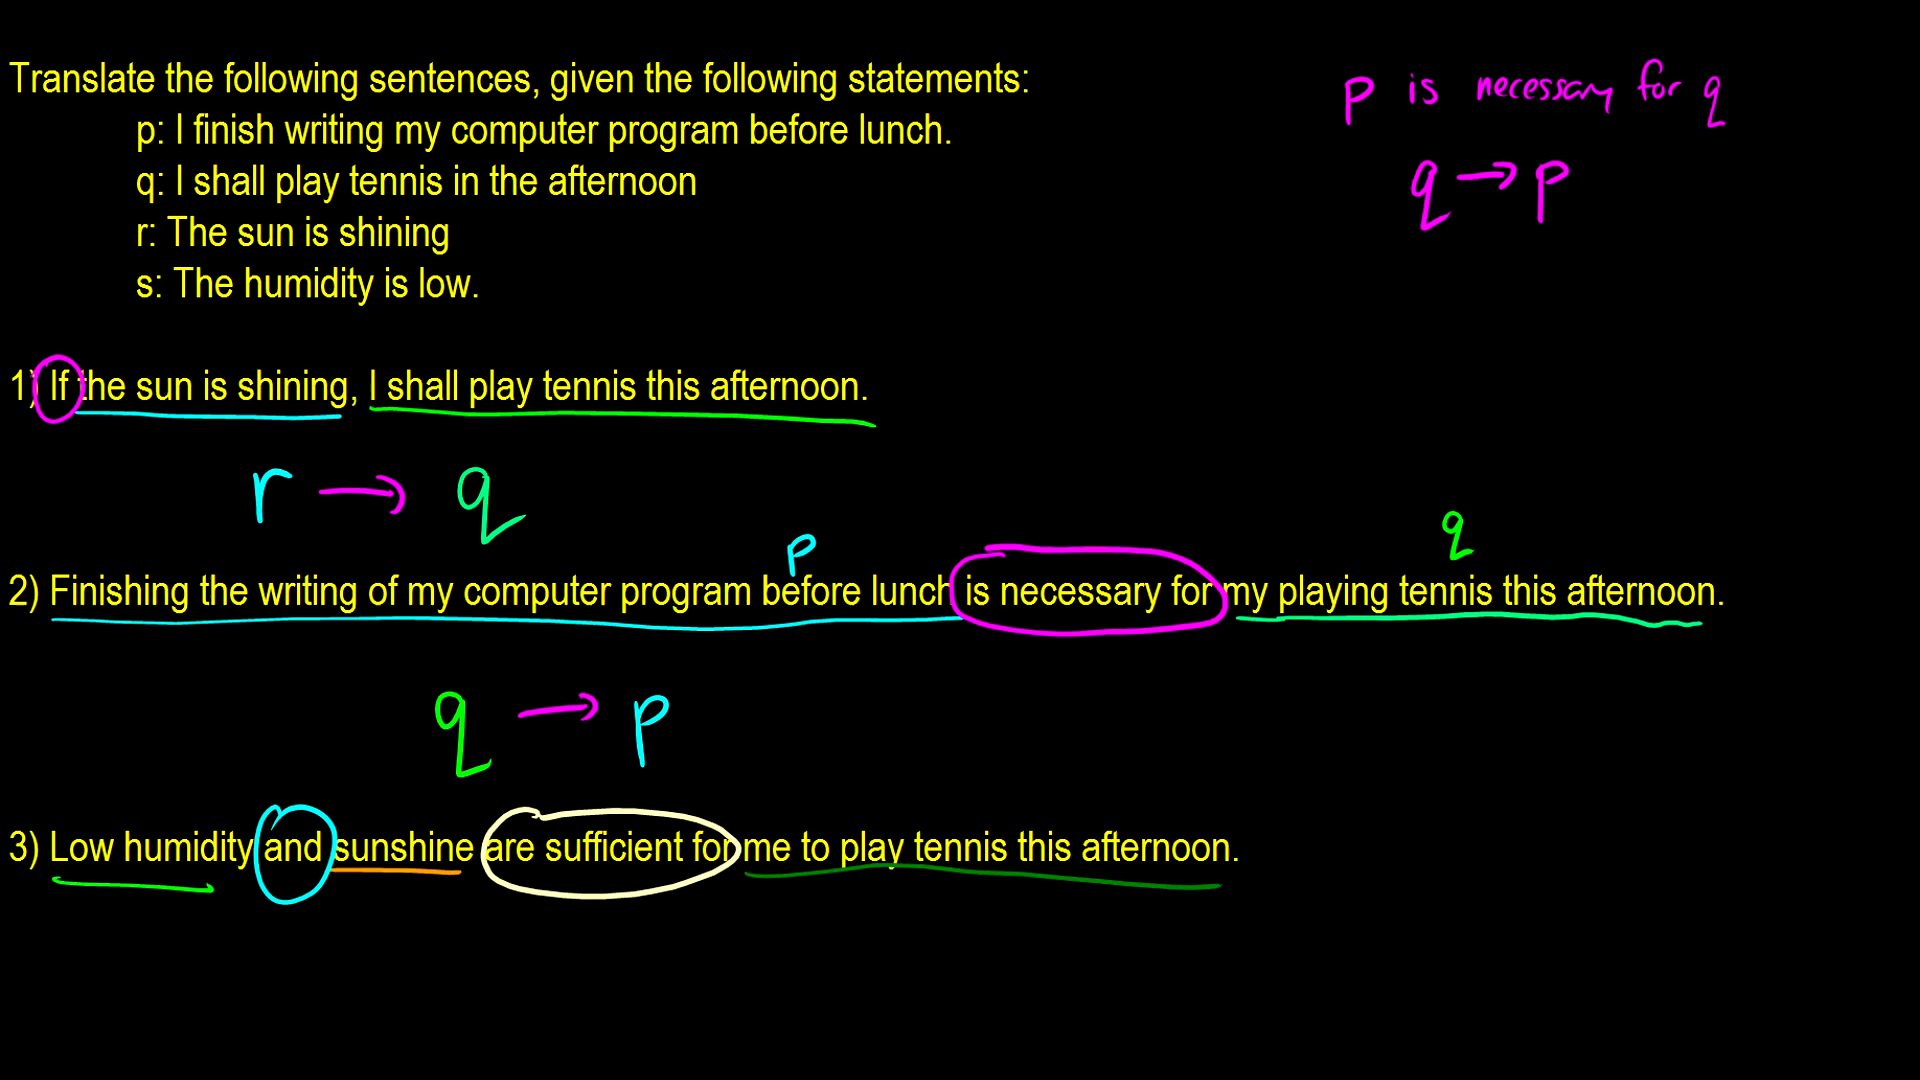 Translate the following sentences, given the following statements:
p: I finish writing my computer program before lunch.
q: I shall play tennis in the afternoon
r: The sun is shining
s: The humidity is low.
p is necessary for q
q → p
1) If the sun is shining, I shall play tennis this afternoon.
r → q
p
q
2) Finishing the writing of my computer program before lunch is necessary for my playing tennis this afternoon.
q → p
3) Low humidity and sunshine are sufficient for me to play tennis this afternoon.